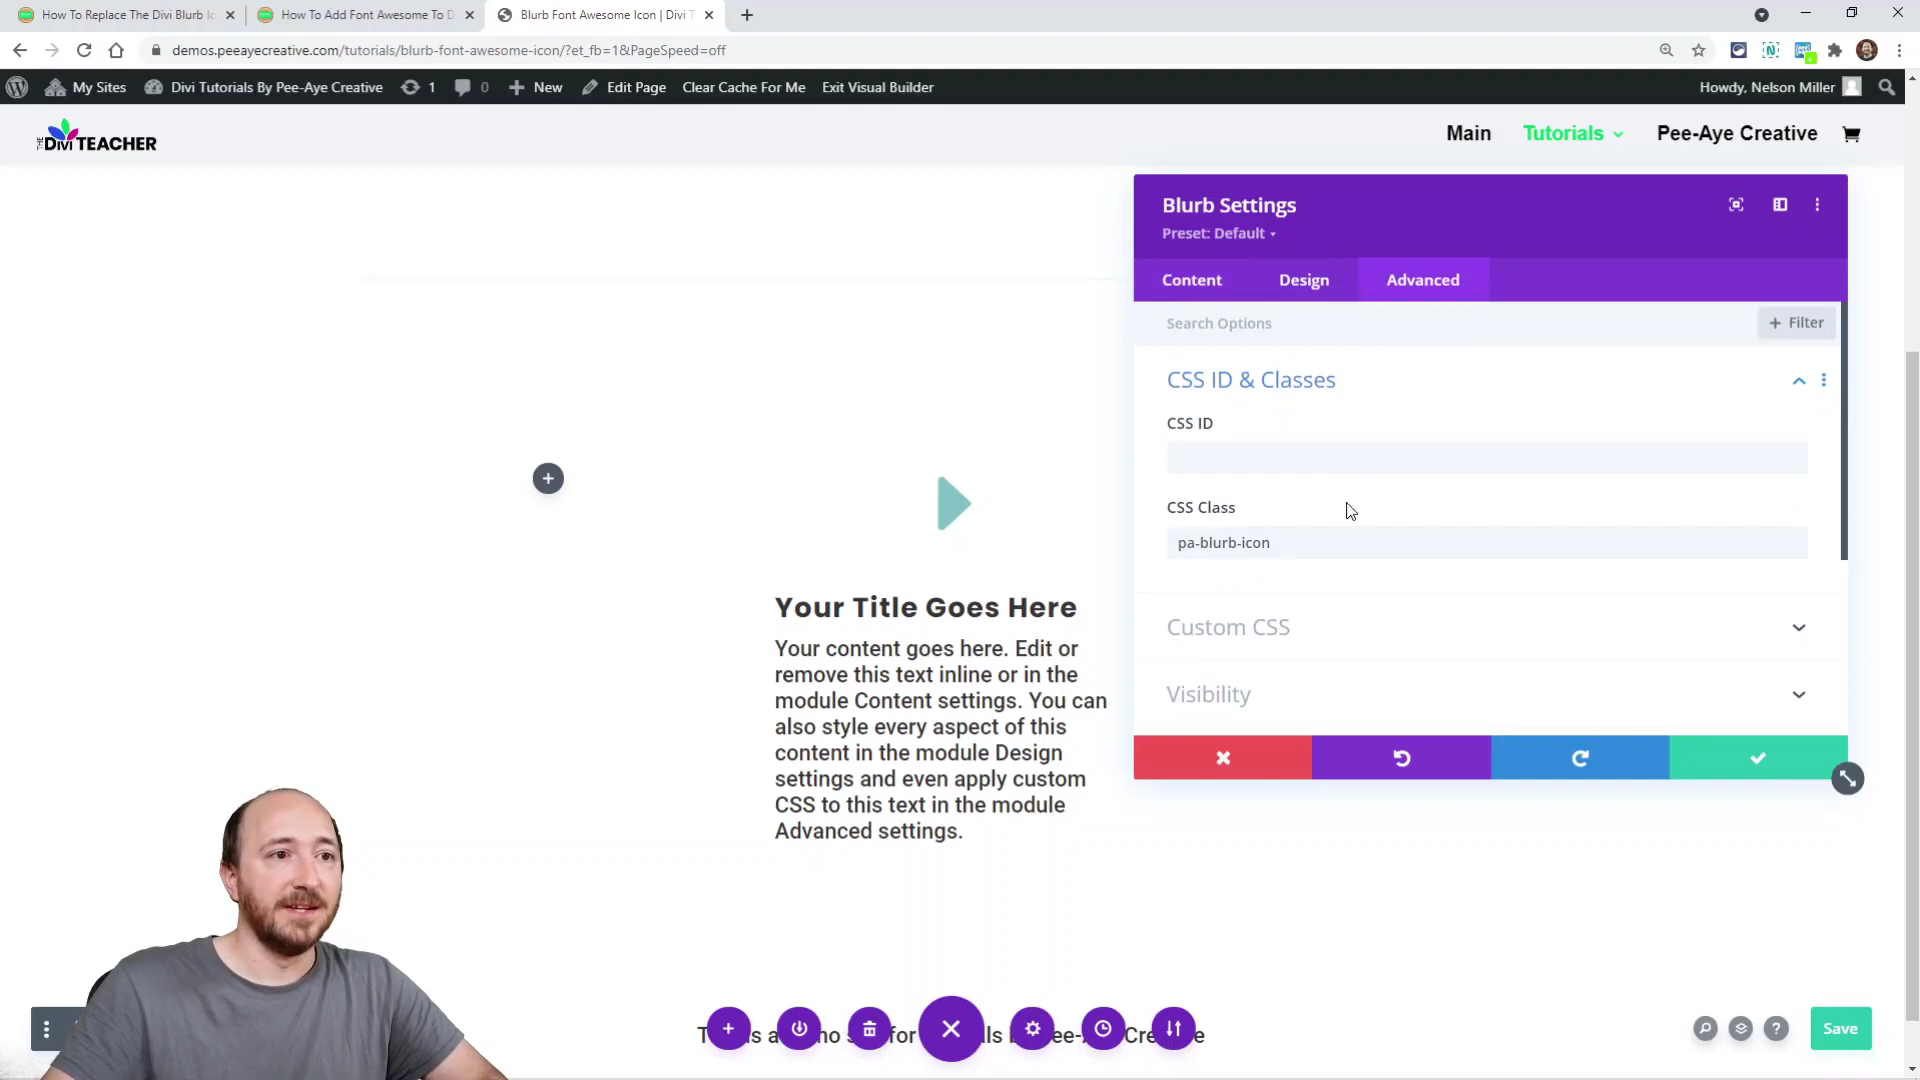 How To Replace The Divi Blurb Ic
How To Add Font Awesome To D
Blurb Font Awesome Icon | Divi T
demos.peeayecreative.com/tutorials/blurb-font-awesome-icon/?et_fb=1&PageSpeed=off
My Sites
Divi Tutorials By Pee-Aye Creative
1
0
New
Edit Page
Clear Cache For Me
Exit Visual Builder
Howdy, Nelson Miller
THE DIVI TEACHER
Main
Tutorials
Pee-Aye Creative
Blurb Settings
Preset: Default
Content
Design
Advanced
Search Options
+ Filter
CSS ID & Classes
CSS ID
CSS Class
pa-blurb-icon
Custom CSS
Visibility
Your Title Goes Here
Your content goes here. Edit or
remove this text inline or in the
module Content settings. You can
also style every aspect of this
content in the module Design
settings and even apply custom
CSS to this text in the module
Advanced settings.
for
Save